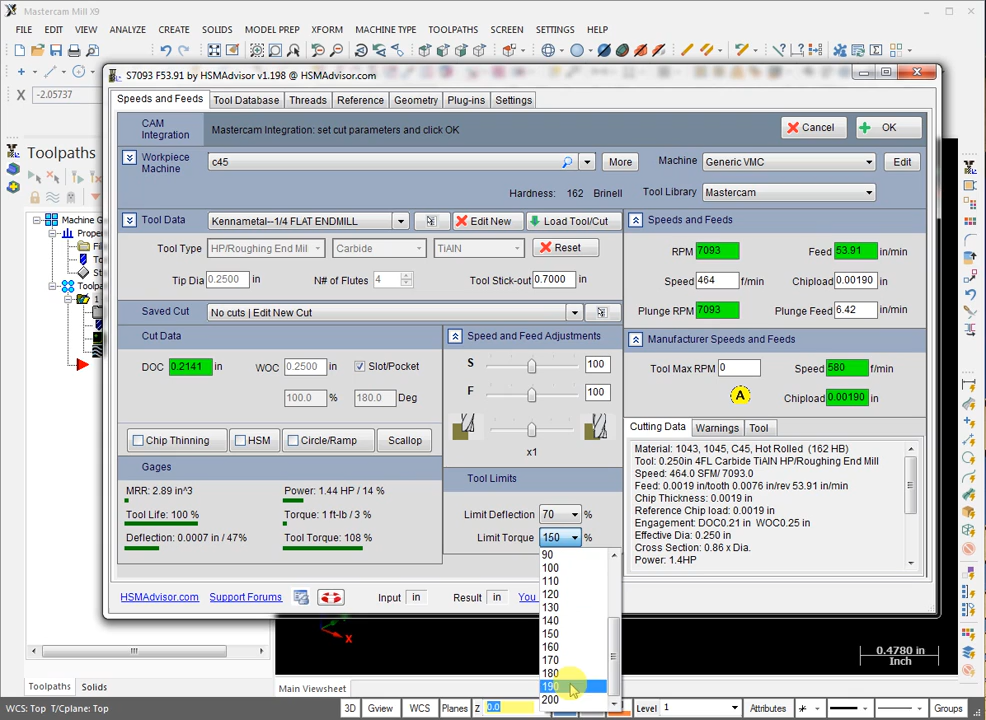 Mastercam Mill X9
FILE EDIT VIEW ANALYZE CREATE SOLIDS MODEL PREP XFORM MACHINE TYPE TOOLPATHS SCREEN SETTINGS HELP
X -2.05737
Toolpaths
Machine G
Prope
Fi
To
St
Toolpa
1
S7093 F53.91 by HSMAdvisor v1.198 @ HSMAdvisor.com
Speeds and Feeds Tool Database Threads Reference Geometry Plug-ins Settings
CAM Integration
Mastercam Integration: set cut parameters and click OK
Cancel OK
Workpiece Machine
c45
More
Machine Generic VMC Edit
Hardness: 162 Brinell
Tool Library Mastercam
Tool Data Kennametal--1/4 FLAT ENDMILL Edit New Load Tool/Cut
Tool Type HP/Roughing End Mil Carbide TiAlN Reset
Tip Dia 0.2500 in N# of Flutes 4 Tool Stick-out 0.7000 in
Saved Cut No cuts | Edit New Cut
Cut Data
DOC 0.2141 in WOC 0.2500 in Slot/Pocket
100.0 % 180.0 Deg
Chip Thinning HSM Circle/Ramp Scallop
Gages
MRR: 2.89 in^3 Power: 1.44 HP / 14 %
Tool Life: 100 % Torque: 1 ft-lb / 3 %
Deflection: 0.0007 in / 47% Tool Torque: 108 %
Speed and Feed Adjustments
S 100
F 100
x1
Tool Limits
Limit Deflection 70 %
Limit Torque 150 %
90
100
110
120
130
140
150
160
170
180
190
200
Speeds and Feeds
RPM 7093 Feed 53.91 in/min
Speed 464 f/min Chipload 0.00190 in
Plunge RPM 7093 Plunge Feed 6.42 in/min
Manufacturer Speeds and Feeds
Tool Max RPM 0 Speed 580 f/min
A Chipload 0.00190 in
Cutting Data Warnings Tool
Material: 1043, 1045, C45, Hot Rolled (162 HB)
Tool: 0.250in 4FL Carbide TiAlN HP/Roughing End Mill
Speed: 464.0 SFM/ 7093.0
Feed: 0.0019 in/tooth 0.0076 in/rev 53.91 in/min
Chip Thickness: 0.0019 in
Reference Chip load: 0.0019 in
Engagement: DOC0.21 in WOC0.25 in
Effective Dia: 0.250 in
Cross Section: 0.86 x Dia.
Power: 1.4HP
HSMAdvisor.com Support Forums Input in Result in You
X
0.4780 in
Inch
Toolpaths Solids Main Viewsheet
WCS: Top T/Cplane: Top 3D Gview WCS Planes Z 0.0 Level 1 Attributes Groups